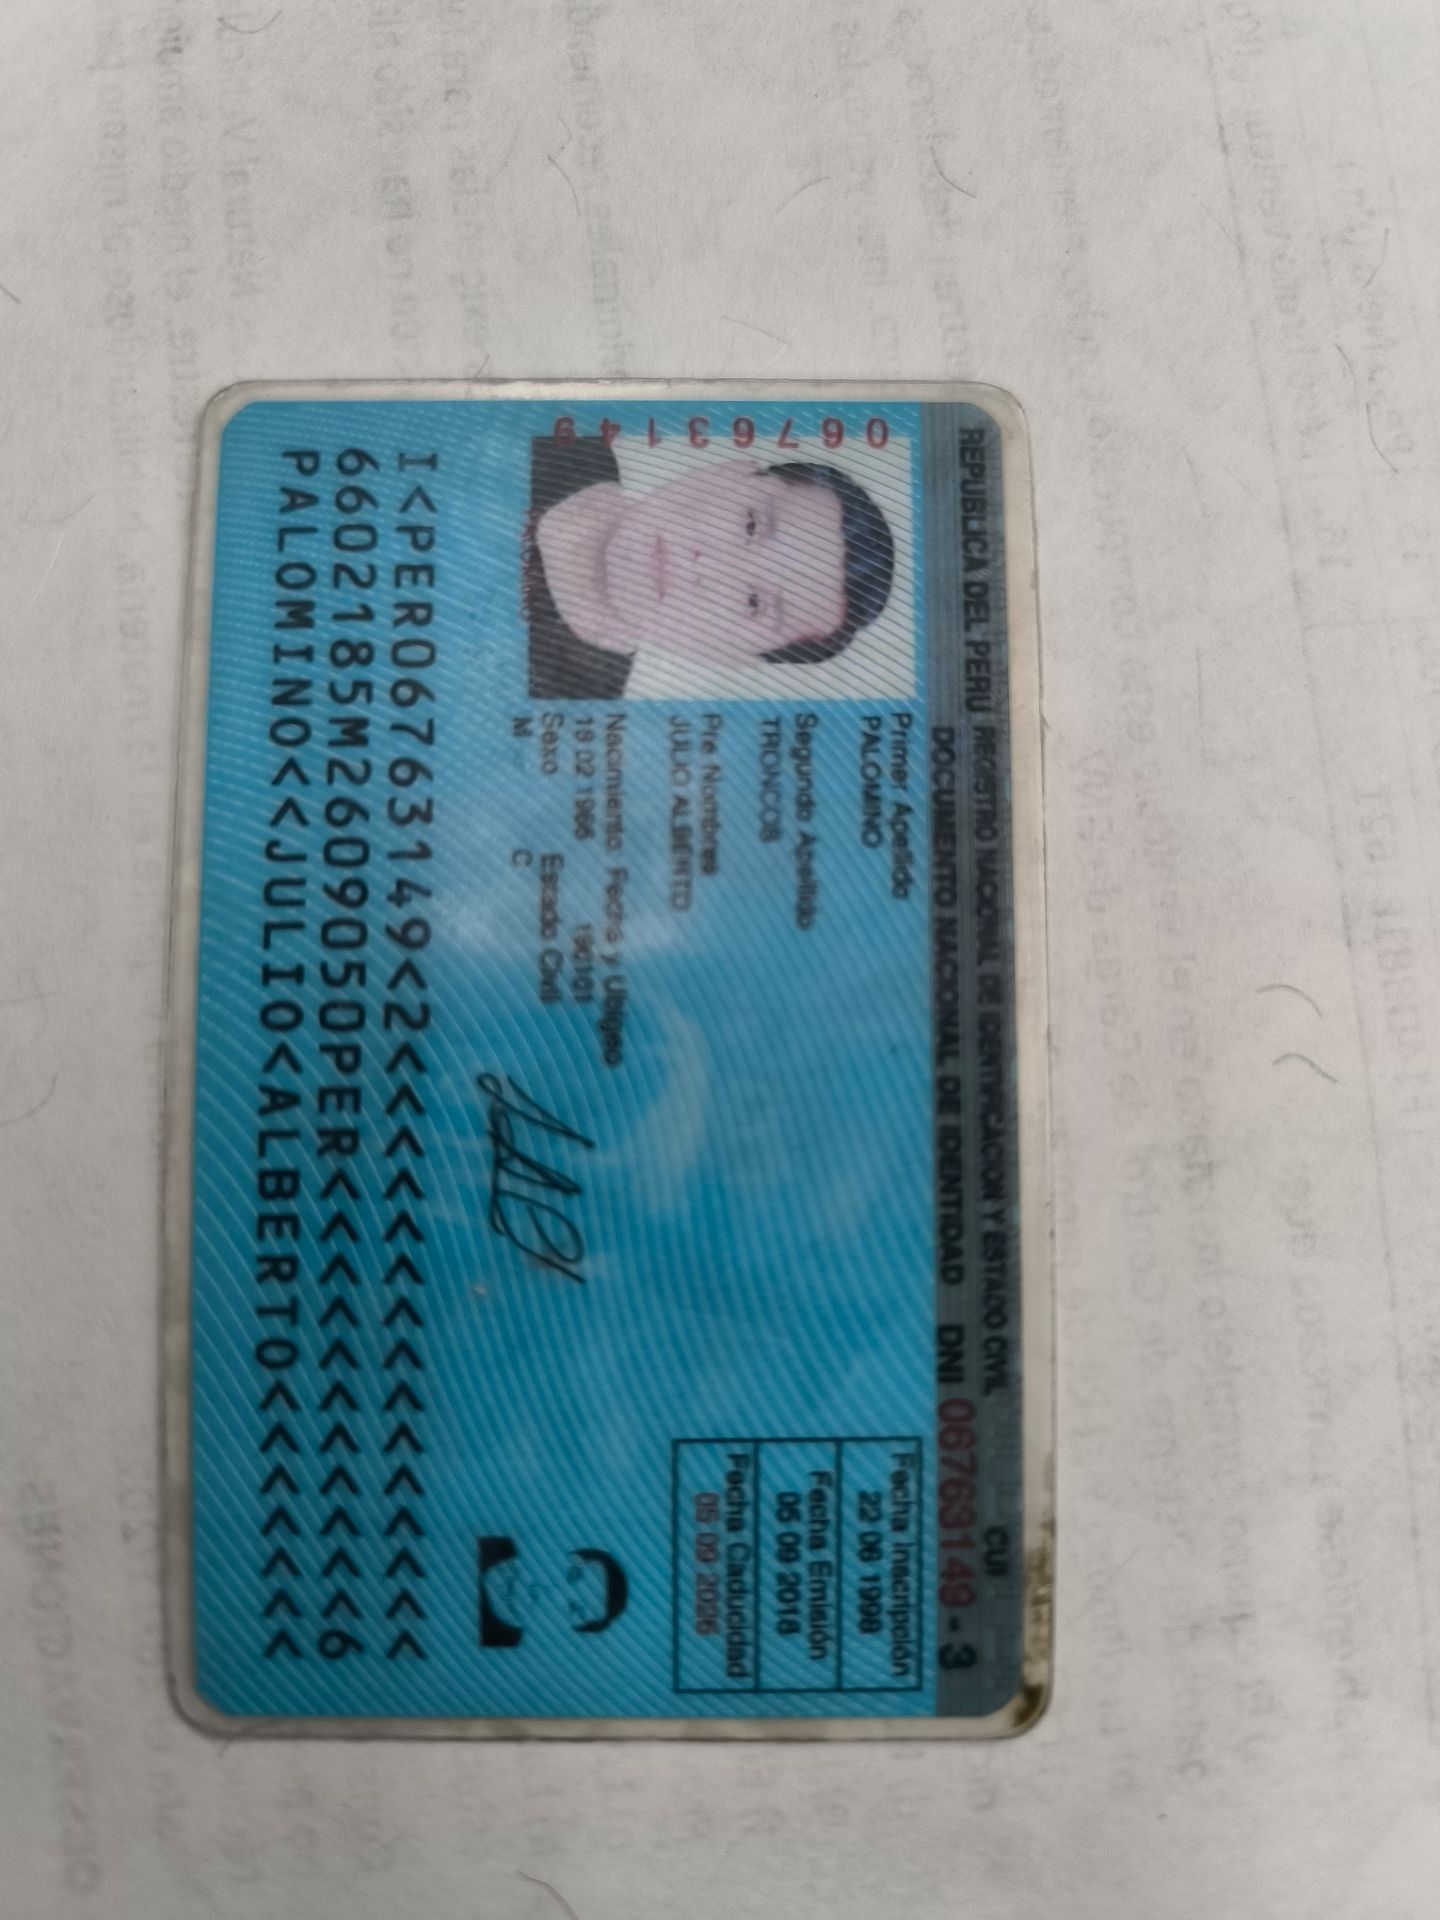 REPUBLICA DEL PERU REGISTRO NACIONAL DE IDENTIFICACION Y ESTADO CIVIL CUI
DOCUMENTO NACIONAL DE IDENTIDAD DNI 06763149 - 3
06763149
Primer Apellido
PALOMINO
Segundo Apellido
TRONCOS
Pre Nombres
JULIO ALBERTO
Nacimiento: Fecha y Ubigeo
18 02 1966 190101
Sexo Estado Civil
M C
Fecha Inscripción
22 06 1998
Fecha Emisión
05 09 2018
Fecha Caducidad
05 09 2026
I<PER06763149<2<<<<<<<<<<<<<<<
6602185M2609050PER<<<<<<<<<<<6
PALOMINO<<JULIO<ALBERTO<<<<<<<